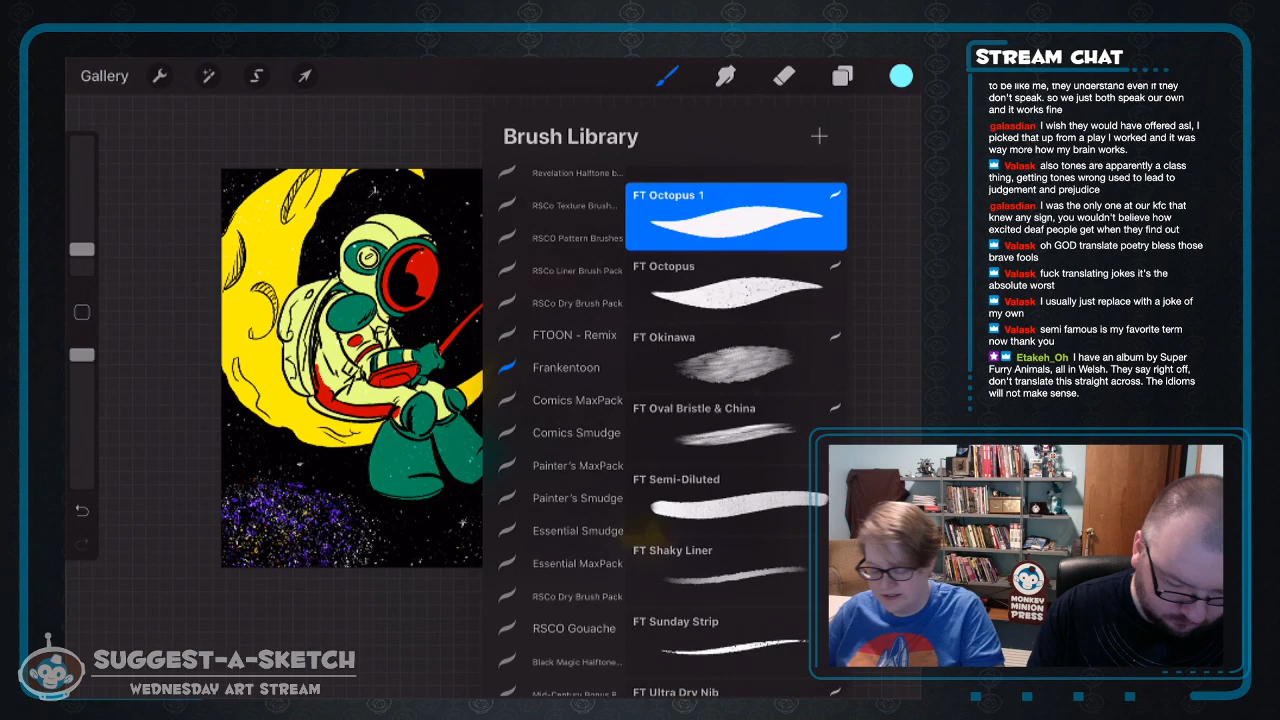 Gallery
Brush Library
Revelation Halftone b...
RSCo Texture Brush...
RSCO Pattern Brushes
RSCo Liner Brush Pack
RSCo Dry Brush Pack
FTOON - Remix
Frankentoon
Comics MaxPack
Comics Smudge
Painter's MaxPack
Painter's Smudge
Essential Smudge
Essential MaxPack
RSCo Dry Brush Pack
RSCO Gouache
Black Magic Halftone...
Mid-Century Bonus B
FT Octopus 1
FT Octopus
FT Okinawa
FT Oval Bristle & China
FT Semi-Diluted
FT Shaky Liner
FT Sunday Strip
FT Ultra Dry Nib
STREAM CHAT
to be like me, they understand even if they
don't speak. so we just both speak our own
and it works fine
galasdian I wish they would have offered asl, I
picked that up from a play I worked and it was
way more how my brain works.
Valask also tones are apparently a class
thing, getting tones wrong used to lead to
judgement and prejudice
galasdian I was the only one at our kfc that
knew any sign, you wouldn't believe how
excited deaf people get when they find out
Valask oh GOD translate poetry bless those
brave fools
Valask fuck translating jokes it's the
absolute worst
Valask I usually just replace with a joke of
my own
Valask semi famous is my favorite term
now thank you
Etakeh_Oh I have an album by Super
Furry Animals, all in Welsh. They say right off,
don't translate this straight across. The idioms
will not make sense.
MONKEY
MINION
PRESS
SUGGEST-A-SKETCH
WEDNESDAY ART STREAM